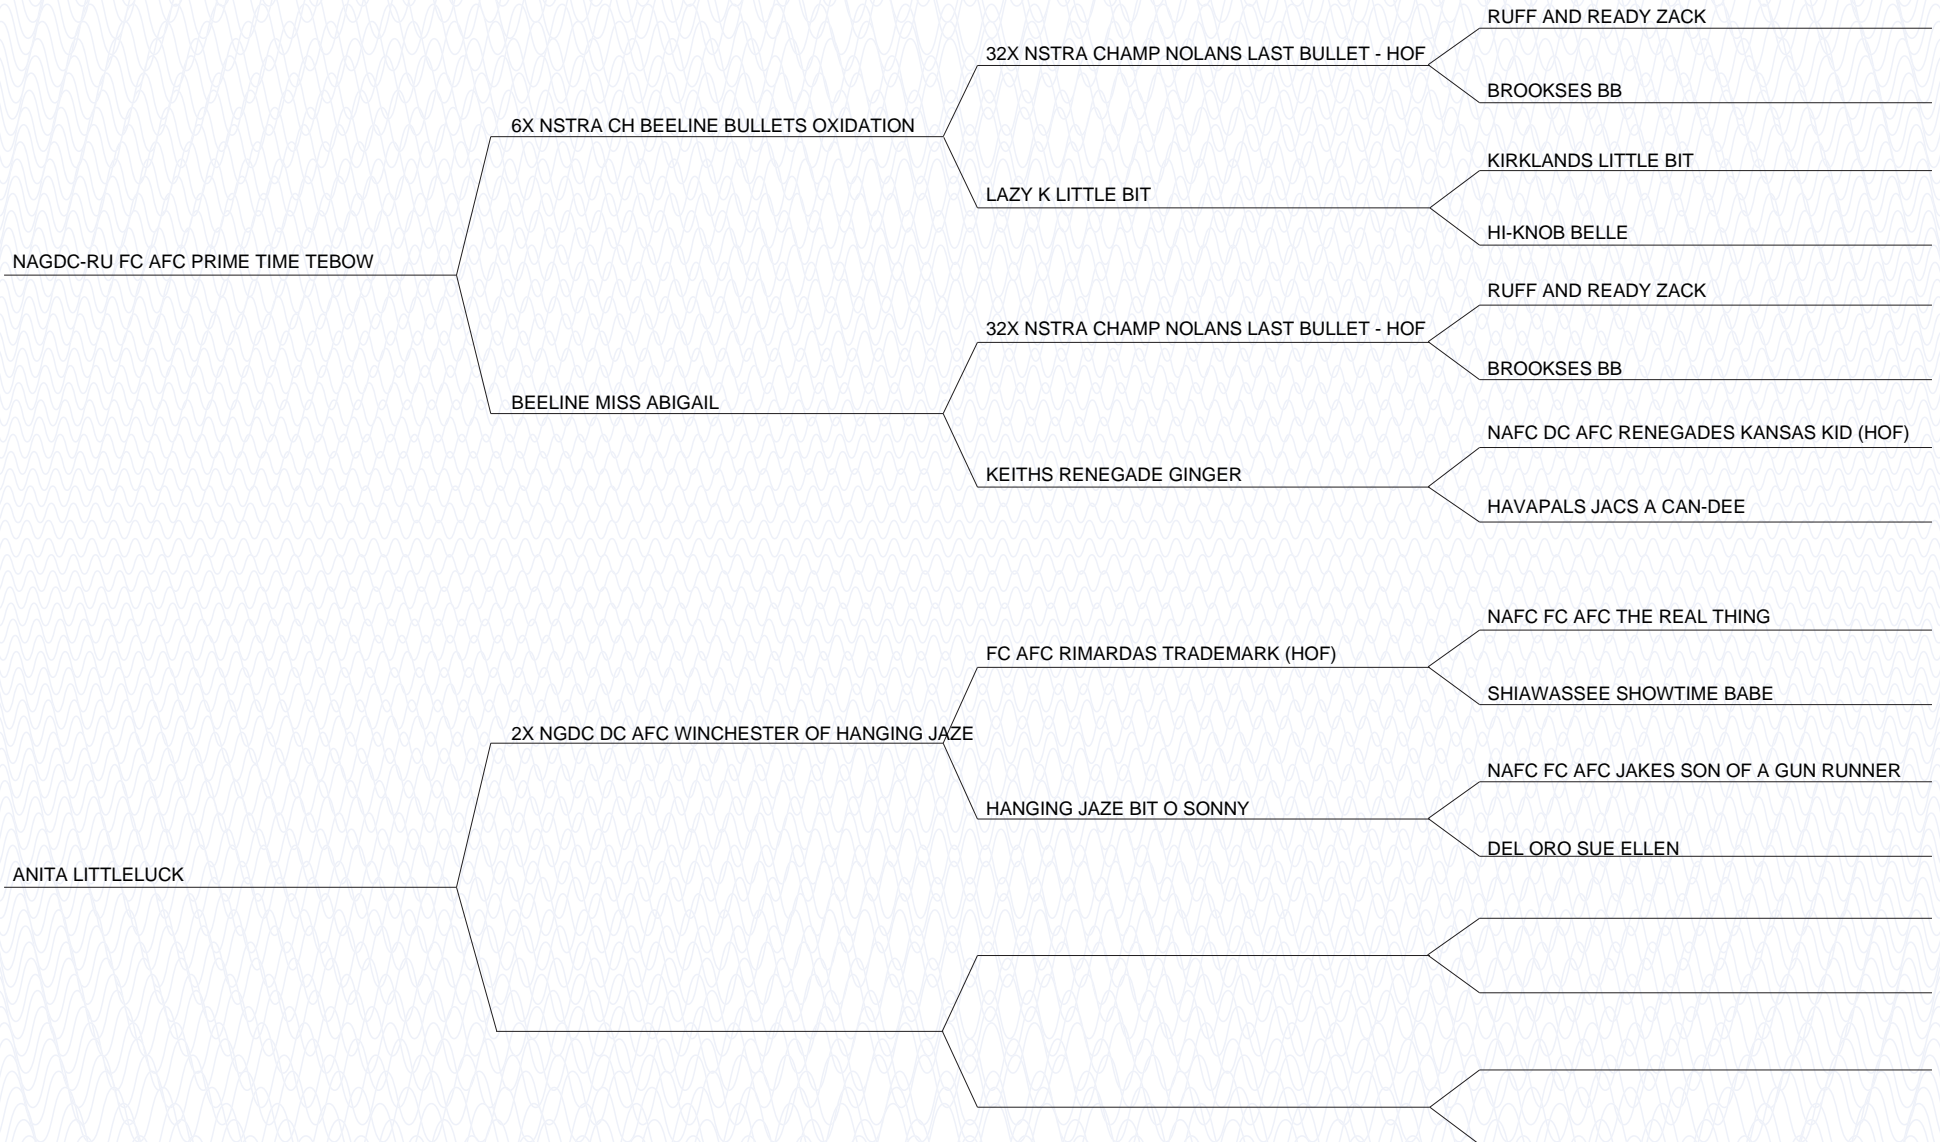 RUFF AND READY ZACK
32X NSTRA CHAMP NOLANS LAST BULLET - HOF
BROOKSES BB
6X NSTRA CH BEELINE BULLETS OXIDATION
KIRKLANDS LITTLE BIT
LAZY K LITTLE BIT
HI-KNOB BELLE
NAGDC-RU FC AFC PRIME TIME TEBOW
RUFF AND READY ZACK
32X NSTRA CHAMP NOLANS LAST BULLET - HOF
BROOKSES BB
BEELINE MISS ABIGAIL
NAFC DC AFC RENEGADES KANSAS KID (HOF)
KEITHS RENEGADE GINGER
HAVAPALS JACS A CAN-DEE
NAFC FC AFC THE REAL THING
FC AFC RIMARDAS TRADEMARK (HOF)
SHIAWASSEE SHOWTIME BABE
2X NGDC DC AFC WINCHESTER OF HANGING JAZE
NAFC FC AFC JAKES SON OF A GUN RUNNER
HANGING JAZE BIT O SONNY
DEL ORO SUE ELLEN
ANITA LITTLELUCK